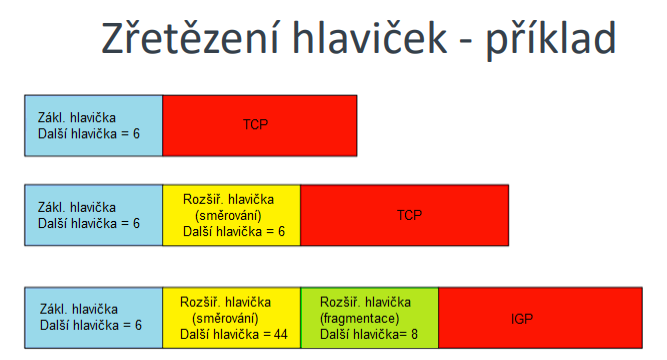 Zřetězení hlaviček - příklad
Zákl. hlavička
Další hlavička = 6
TCP
Zákl. hlavička
Další hlavička = 6
Rozšiř. hlavička
(směrování)
Další hlavička = 6
TCP
Zákl. hlavička
Další hlavička = 6
Rozšiř. hlavička
(směrování)
Další hlavička = 44
Rozšiř. hlavička
(fragmentace)
Další hlavička= 8
IGP